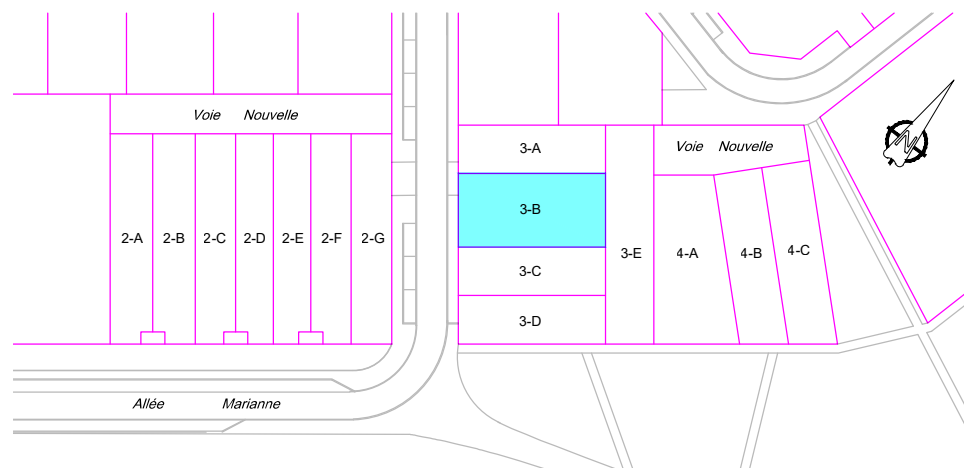 Voie Nouvelle
3-A
Voie Nouvelle
N
3-B
2-A
2-B
2-C
2-D
2-E
2-F
2-G
3-E
4-A
4-B
4-C
3-C
3-D
Allée Marianne